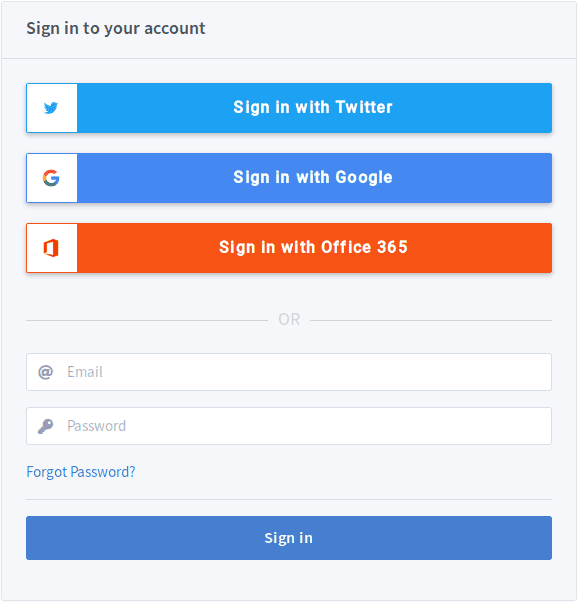 Sign in to your account
Sign in with Twitter
Sign in with Google
Sign in with Office 365
OR
@ Email
Password
Forgot Password?
Sign in